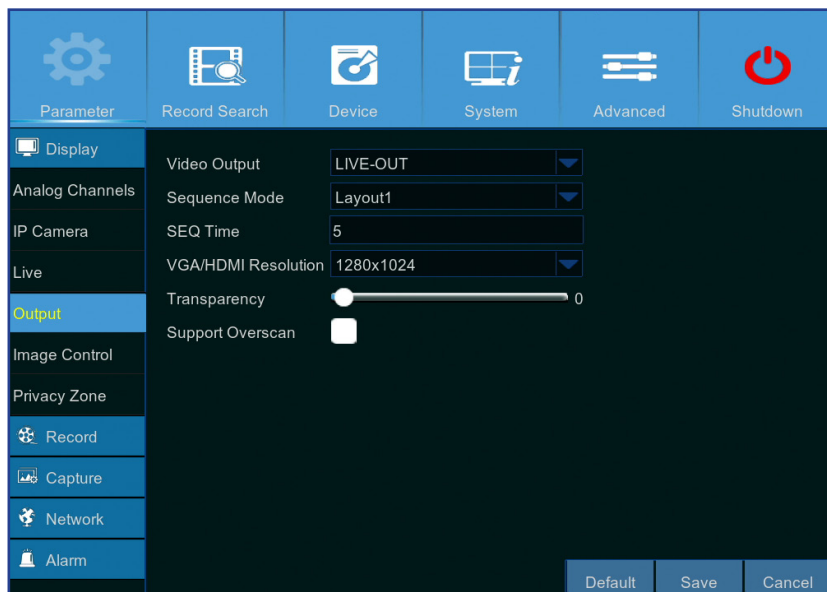 Parameter
Record Search
Device
System
Advanced
Shutdown
Display
Analog Channels
IP Camera
Live
Output
Image Control
Privacy Zone
Record
Capture
Network
Alarm
Video Output LIVE-OUT
Sequence Mode Layout1
SEQ Time 5
VGA/HDMI Resolution 1280x1024
Transparency 0
Support Overscan
Default Save Cancel